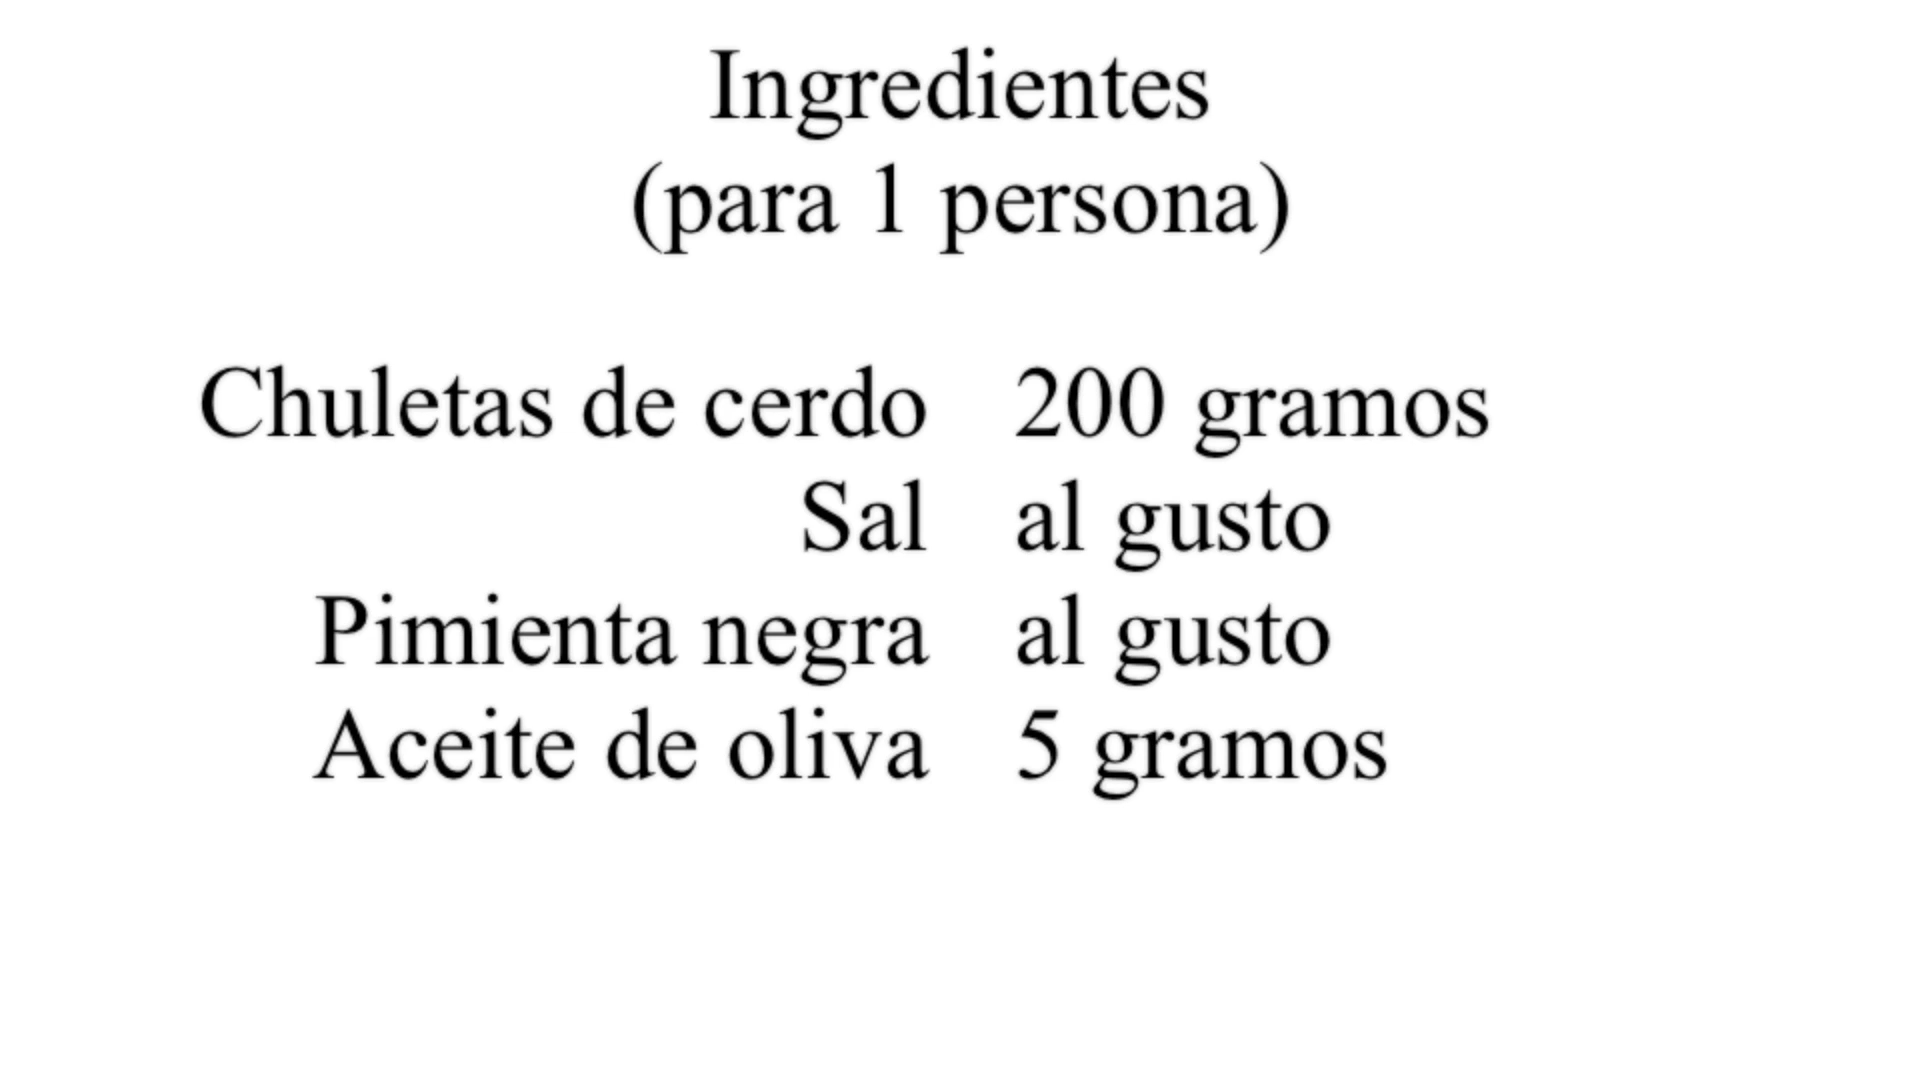 Ingredientes
(para 1 persona)
Chuletas de cerdo 200 gramos
Sal al gusto
Pimienta negra al gusto
Aceite de oliva 5 gramos